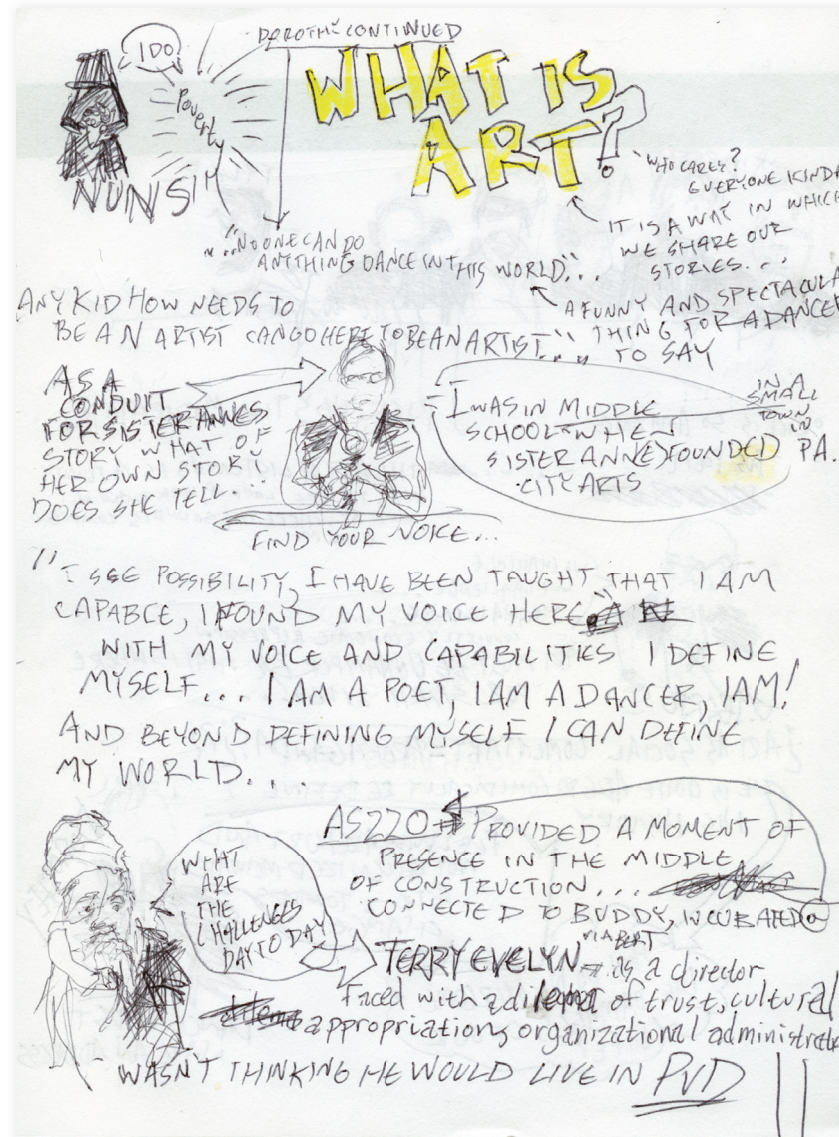 I DO
DAROTHE CONTINUED
Poverty
NUNS!
WHAT IS
ART?
WHO CARES?
EVERYONE KINDA
IT IS A WAY IN WHICH
WE SHARE OUR
STORIES...
"...NO ONE CAN DO
ANYTHING DANCE IN THIS WORLD"...
A FUNNY AND SPECTACULA
THING FOR A DANCER
TO SAY
ANY KID HOW NEEDS TO
BE AN ARTIST CAN GO HERE TO BE AN ARTIST..."
AS A
CONDUIT
FOR SISTER ANNES
STORY WHAT OF
HER OWN STORY
DOES SHE TELL...
I WAS IN MIDDLE
SCHOOL WHEN
SISTER ANNE FOUNDED
CITY ARTS
IN A
SMALL
TOWN
IN
PA.
FIND YOUR VOICE...
"I SEE POSSIBILITY, I HAVE BEEN TAUGHT THAT I AM
CAPABLE, I FOUND MY VOICE HERE
WITH MY VOICE AND CAPABILITIES I DEFINE
MYSELF... I AM A POET, I AM A DANCER, I AM!
AND BEYOND DEFINING MYSELF I CAN DEFINE
MY WORLD...
AS220 PROVIDED A MOMENT OF
PRESENCE IN THE MIDDLE
OF CONSTRUCTION...
CONNECTED TO BUDDY, INCUBATED
VIA BERT
WHAT
ARE
THE
CHALLENGES
DAY TO DAY
TERRY EVELYN as a director
Faced with a dilema of trust, cultural
appropriations, organizational administratio
WASN'T THINKING HE WOULD LIVE IN PVD